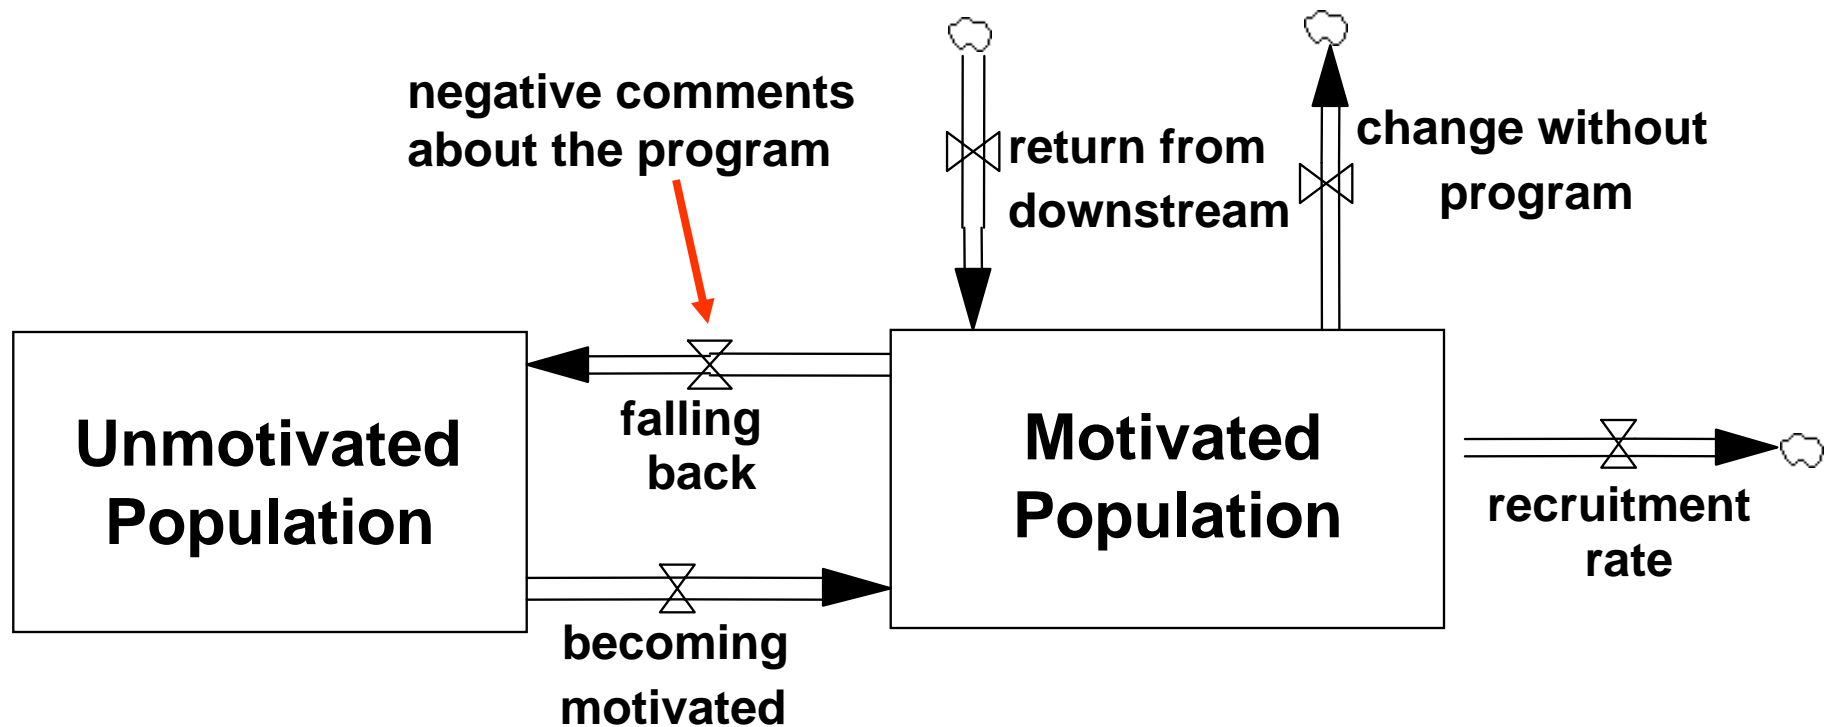 negative comments
about the program
return from
downstream
change without
program
Unmotivated
Population
falling
back
becoming
motivated
Motivated
Population
recruitment
rate